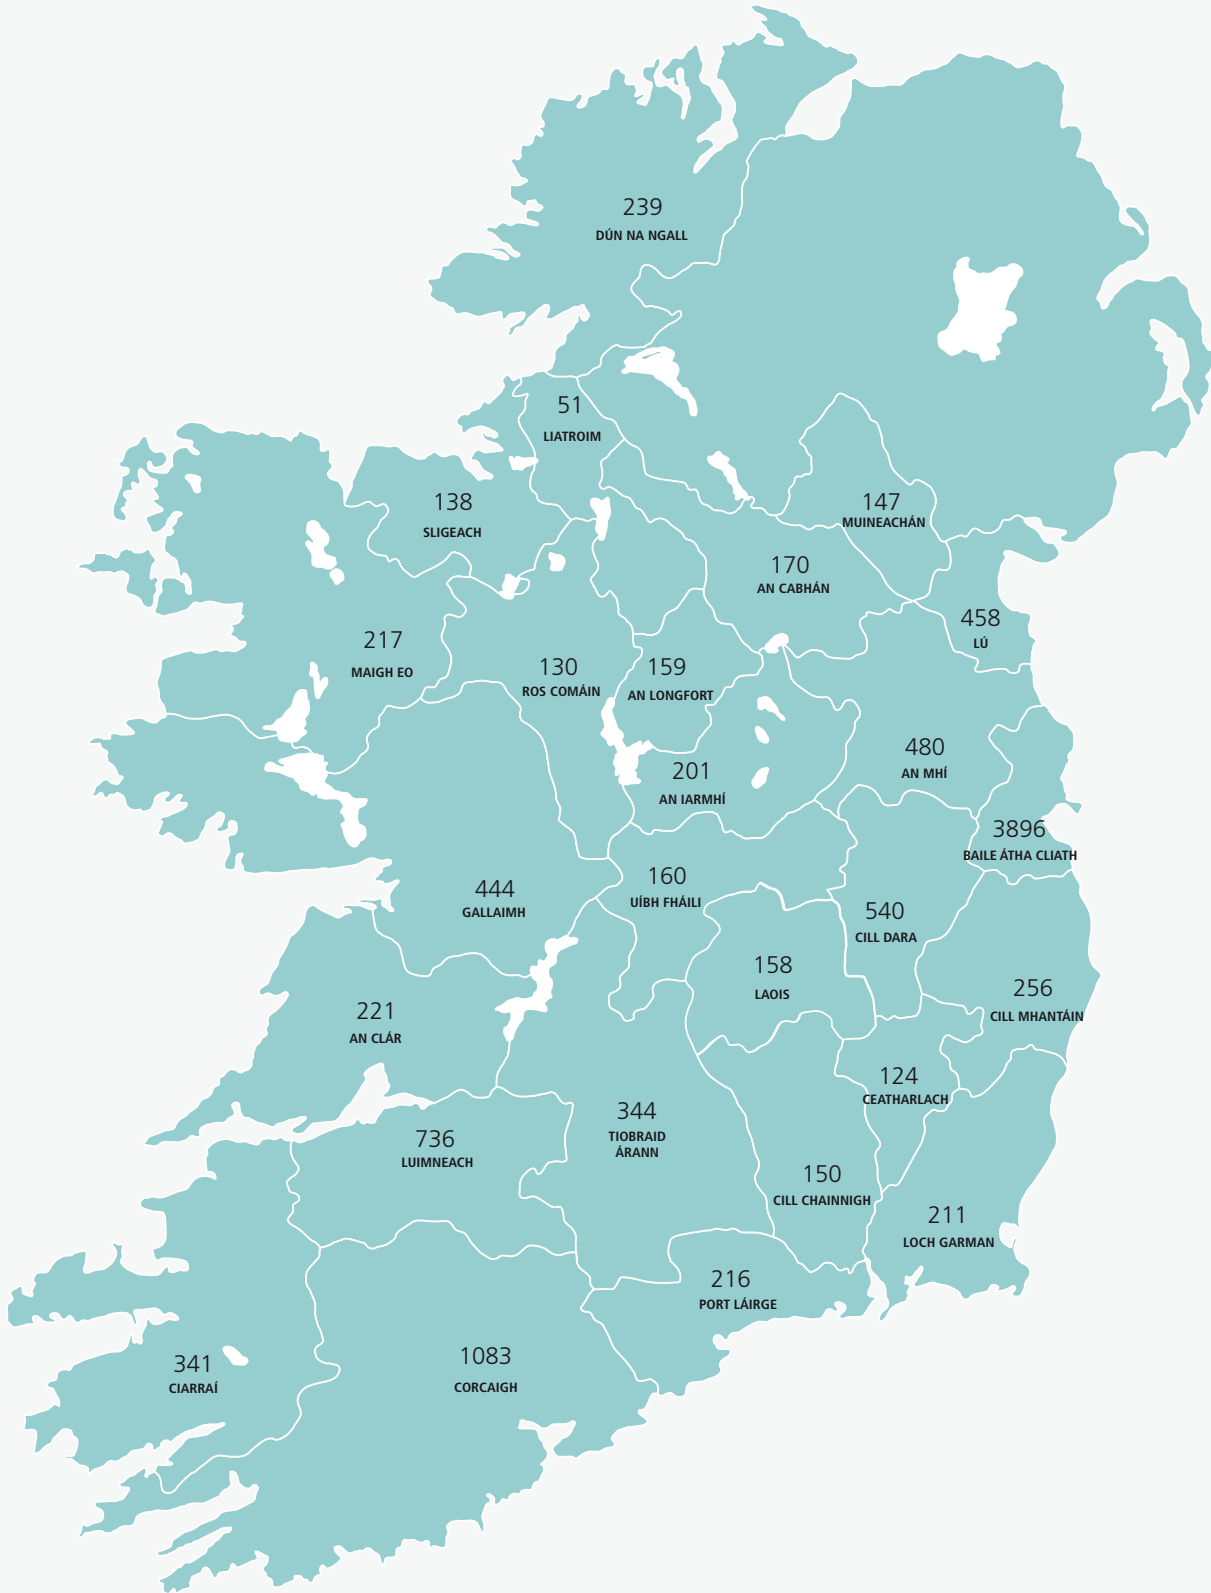 239
DÚN NA NGALL
51
LIATROIM
138
SLIGEACH
147
MUINEACHÁN
170
AN CABHÁN
458
LÚ
217
MAIGH EO
130
ROS COMÁIN
159
AN LONGFORT
480
AN MHÍ
201
AN IARMHÍ
3896
BAILE ÁTHA CLIATH
444
GALLAIMH
160
UÍBH FHÁILI
540
CILL DARA
158
LAOIS
256
CILL MHANTÁIN
221
AN CLÁR
124
CEATHARLACH
344
TIOBRAID
ÁRANN
736
LUIMNEACH
150
CILL CHAINNIGH
211
LOCH GARMAN
216
PORT LÁIRGE
341
CIARRAÍ
1083
CORCAIGH